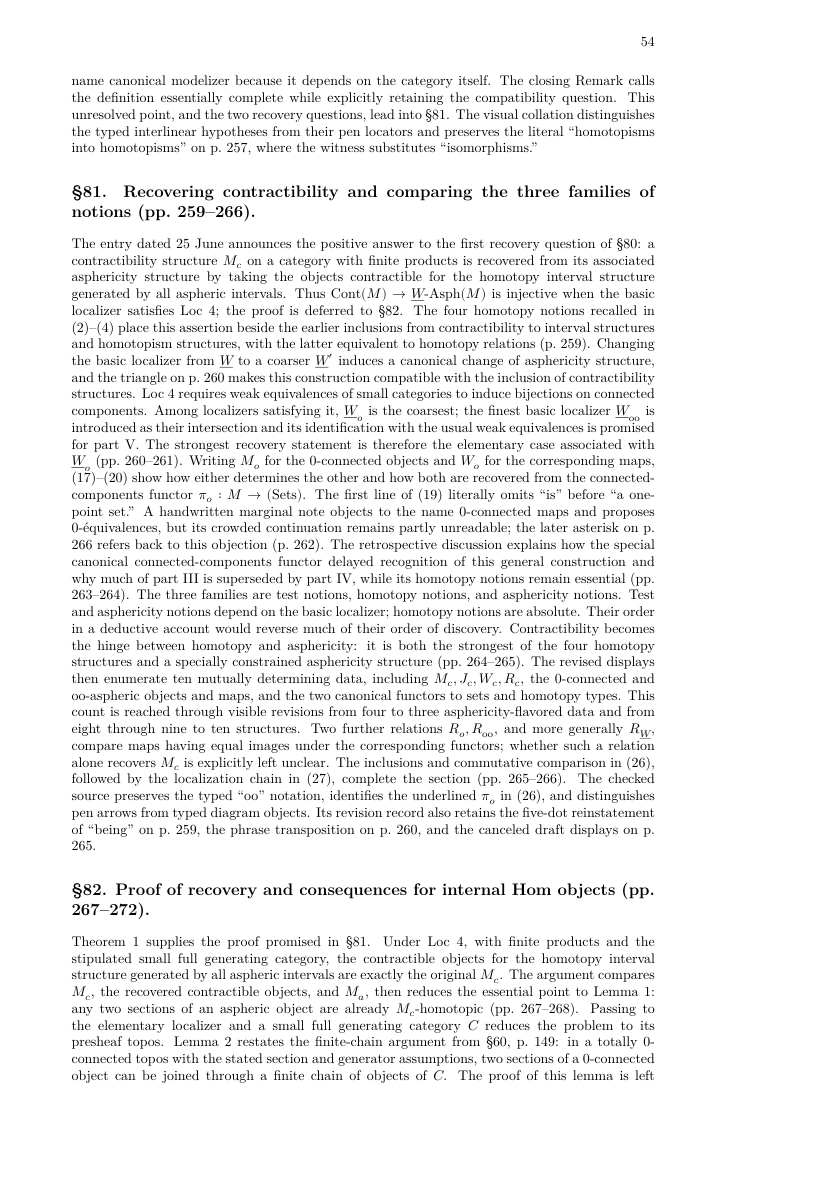 54
name canonical modelizer because it depends on the category itself. The closing Remark calls
the definition essentially complete while explicitly retaining the compatibility question. This
unresolved point, and the two recovery questions, lead into §81. The visual collation distinguishes
the typed interlinear hypotheses from their pen locators and preserves the literal “homotopisms
into homotopisms” on p. 257, where the witness substitutes “isomorphisms.”
§81. Recovering contractibility and comparing the three families of
notions (pp. 259–266).
The entry dated 25 June announces the positive answer to the first recovery question of §80: a
contractibility structure M_c on a category with finite products is recovered from its associated
asphericity structure by taking the objects contractible for the homotopy interval structure
generated by all aspheric intervals. Thus Cont(M) → W-Asph(M) is injective when the basic
localizer satisfies Loc 4; the proof is deferred to §82. The four homotopy notions recalled in
(2)–(4) place this assertion beside the earlier inclusions from contractibility to interval structures
and homotopism structures, with the latter equivalent to homotopy relations (p. 259). Changing
the basic localizer from W to a coarser W′ induces a canonical change of asphericity structure,
and the triangle on p. 260 makes this construction compatible with the inclusion of contractibility
structures. Loc 4 requires weak equivalences of small categories to induce bijections on connected
components. Among localizers satisfying it, W_o is the coarsest; the finest basic localizer W_oo is
introduced as their intersection and its identification with the usual weak equivalences is promised
for part V. The strongest recovery statement is therefore the elementary case associated with
W_o (pp. 260–261). Writing M_o for the 0-connected objects and W_o for the corresponding maps,
(17)–(20) show how either determines the other and how both are recovered from the connected-
components functor π_o : M → (Sets). The first line of (19) literally omits “is” before “a one-
point set.” A handwritten marginal note objects to the name 0-connected maps and proposes
0-équivalences, but its crowded continuation remains partly unreadable; the later asterisk on p.
266 refers back to this objection (p. 262). The retrospective discussion explains how the special
canonical connected-components functor delayed recognition of this general construction and
why much of part III is superseded by part IV, while its homotopy notions remain essential (pp.
263–264). The three families are test notions, homotopy notions, and asphericity notions. Test
and asphericity notions depend on the basic localizer; homotopy notions are absolute. Their order
in a deductive account would reverse much of their order of discovery. Contractibility becomes
the hinge between homotopy and asphericity: it is both the strongest of the four homotopy
structures and a specially constrained asphericity structure (pp. 264–265). The revised displays
then enumerate ten mutually determining data, including M_c, J_c, W_c, R_c, the 0-connected and
oo-aspheric objects and maps, and the two canonical functors to sets and homotopy types. This
count is reached through visible revisions from four to three asphericity-flavored data and from
eight through nine to ten structures. Two further relations R_o, R_oo, and more generally R_W,
compare maps having equal images under the corresponding functors; whether such a relation
alone recovers M_c is explicitly left unclear. The inclusions and commutative comparison in (26),
followed by the localization chain in (27), complete the section (pp. 265–266). The checked
source preserves the typed “oo” notation, identifies the underlined π_o in (26), and distinguishes
pen arrows from typed diagram objects. Its revision record also retains the five-dot reinstatement
of “being” on p. 259, the phrase transposition on p. 260, and the canceled draft displays on p.
265.
§82. Proof of recovery and consequences for internal Hom objects (pp.
267–272).
Theorem 1 supplies the proof promised in §81. Under Loc 4, with finite products and the
stipulated small full generating category, the contractible objects for the homotopy interval
structure generated by all aspheric intervals are exactly the original M_c. The argument compares
M_c, the recovered contractible objects, and M_a, then reduces the essential point to Lemma 1:
any two sections of an aspheric object are already M_c-homotopic (pp. 267–268). Passing to
the elementary localizer and a small full generating category C reduces the problem to its
presheaf topos. Lemma 2 restates the finite-chain argument from §60, p. 149: in a totally 0-
connected topos with the stated section and generator assumptions, two sections of a 0-connected
object can be joined through a finite chain of objects of C. The proof of this lemma is left